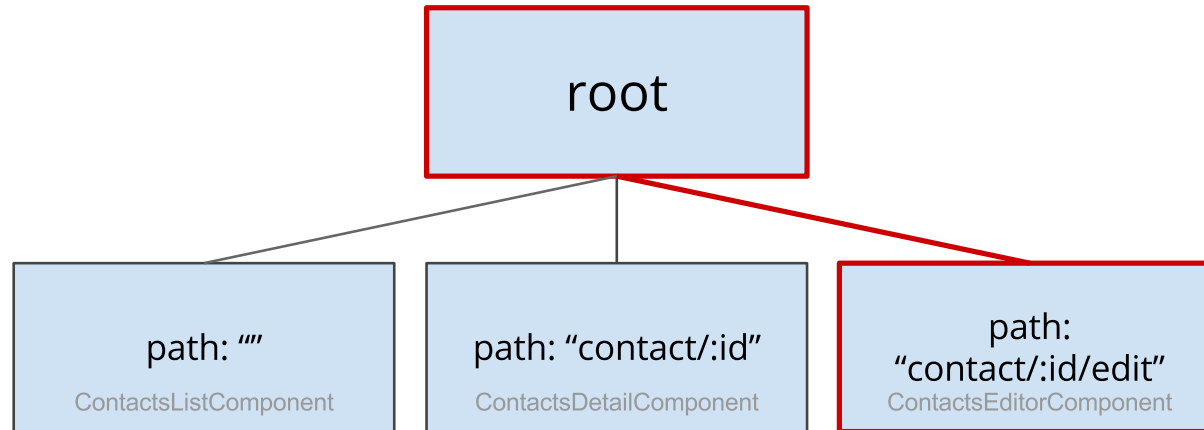 root
path: “”
ContactsListComponent
path: “contact/:id”
ContactsDetailComponent
path:
“contact/:id/edit”
ContactsEditorComponent